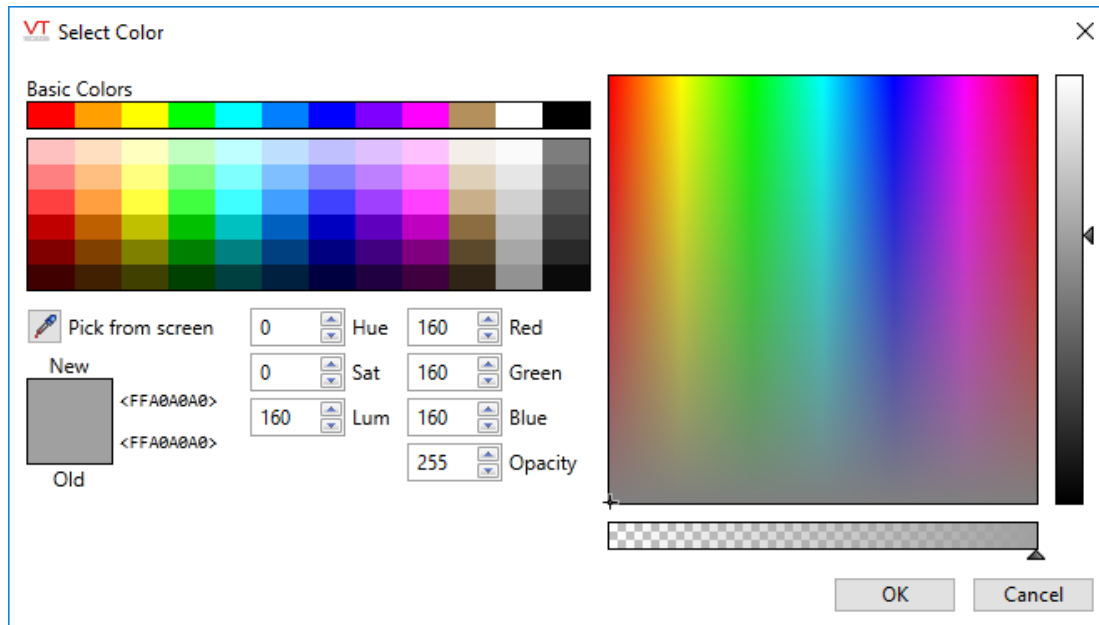 VT Select Color
Basic Colors
Pick from screen
0 Hue 160 Red
New
0 Sat 160 Green
<FFA0A0A0>
160 Lum 160 Blue
<FFA0A0A0>
255 Opacity
Old
OK Cancel